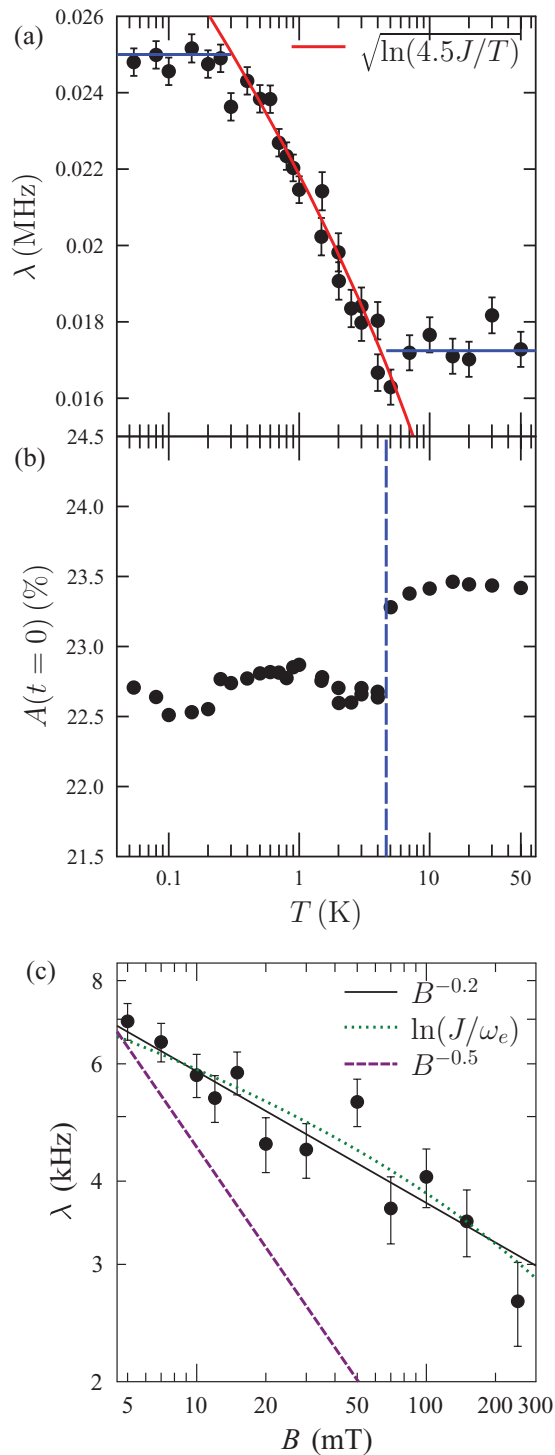 (a)
0.026
√ln(4.5J/T)
0.024
0.022
λ (MHz)
0.02
0.018
0.016
(b)
24.5
24.0
23.5
A(t = 0) (%)
23.0
22.5
22.0
21.5
0.1 1 10 50
T (K)
(c)
8
B^{-0.2}
ln(J/ω_e)
B^{-0.5}
6
λ (kHz)
4
3
2
5 10 20 50 100 300
B (mT)